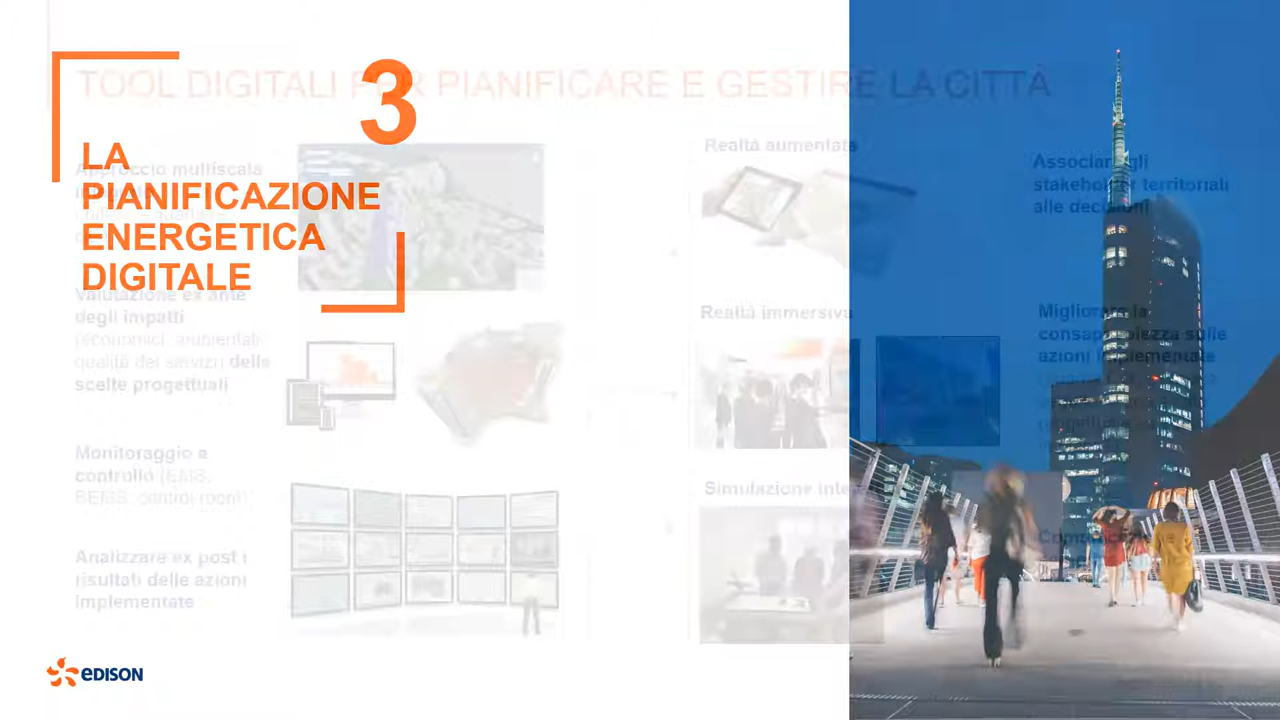 3
LA
PIANIFICAZIONE
ENERGETICA
DIGITALE
TOOL DIGITALI PER PIANIFICARE E GESTIRE LA CITTÀ
Approccio multiscala
Valutazione ex ante
degli impatti
(economici, ambientali,
qualità dei servizi) delle
scelte progettuali
Monitoraggio e
controllo (EMS,
BEMS, control room)
Analizzare ex post i
risultati delle azioni
implementate
Realtà aumentata
Realtà immersiva
Simulazione
Associare gli
stakeholder territoriali
alle decisioni
Migliorare la
consapevolezza sulle
azioni implementate
EDISON